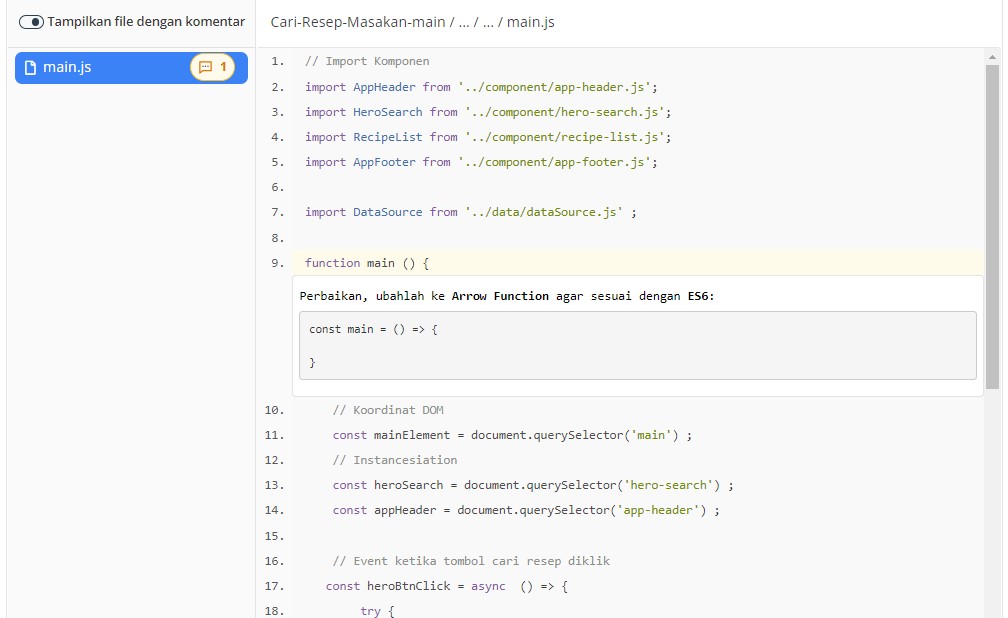 Tampilkan file dengan komentar
Cari-Resep-Masakan-main / ... / ... / main.js
main.js
1
1. // Import Komponen
2. import AppHeader from '../component/app-header.js';
3. import HeroSearch from '../component/hero-search.js';
4. import RecipeList from '../component/recipe-list.js';
5. import AppFooter from '../component/app-footer.js';
6.
7. import DataSource from '../data/dataSource.js' ;
8.
9. function main () {
Perbaikan, ubahlah ke Arrow Function agar sesuai dengan ES6:
const main = () => {
}
10. // Koordinat DOM
11. const mainElement = document.querySelector('main') ;
12. // Instancesiation
13. const heroSearch = document.querySelector('hero-search') ;
14. const appHeader = document.querySelector('app-header') ;
15.
16. // Event ketika tombol cari resep diklik
17. const heroBtnClick = async  () => {
18. try {